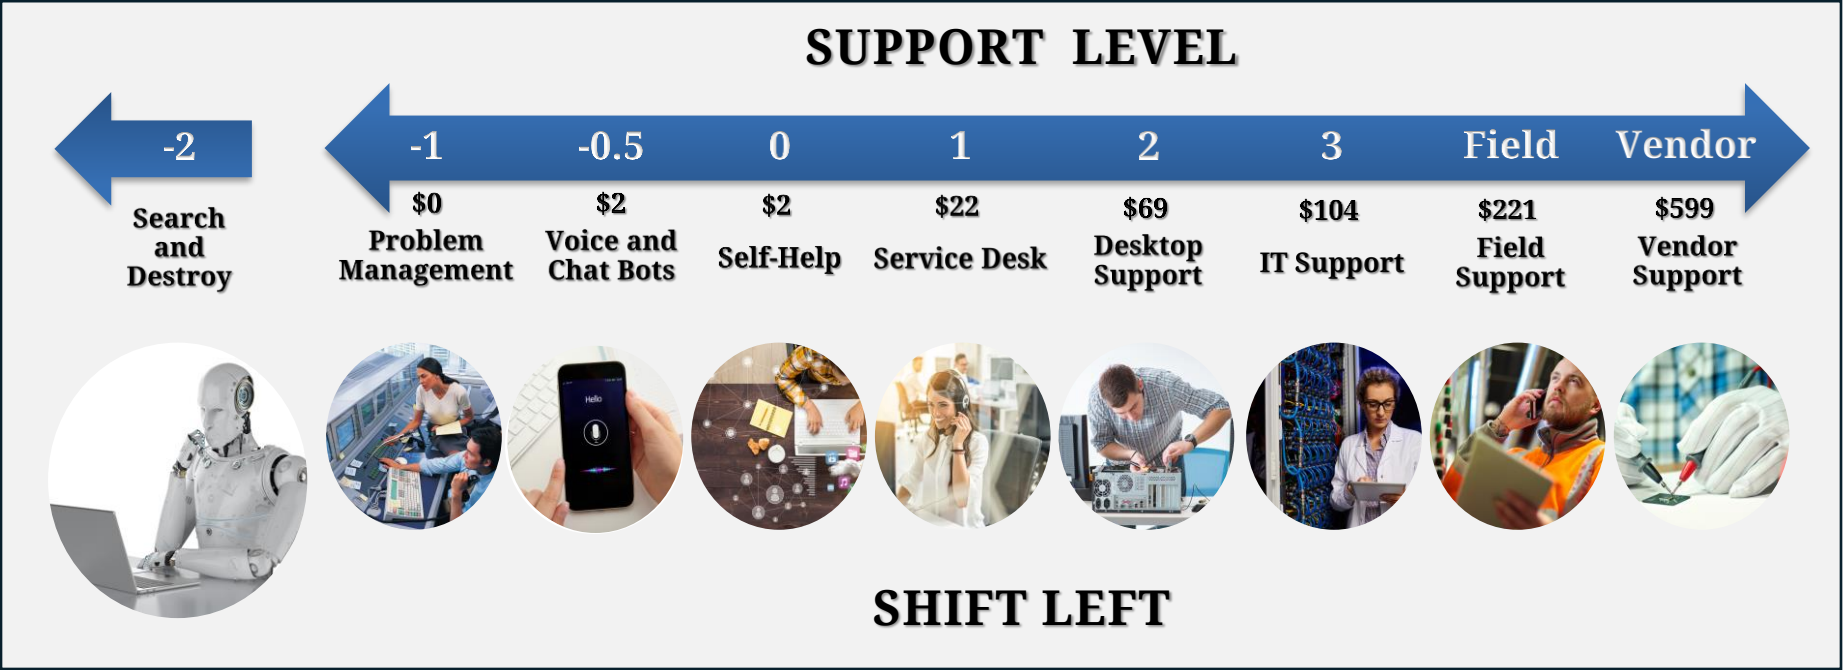 SUPPORT LEVEL
-2
-1
-0.5
0
1
2
3
Field
Vendor
$0
$2
$2
$22
$69
$104
$221
$599
Search
and
Destroy
Problem
Management
Voice and
Chat Bots
Self-Help
Service Desk
Desktop
Support
IT Support
Field
Support
Vendor
Support
Hello
SHIFT LEFT